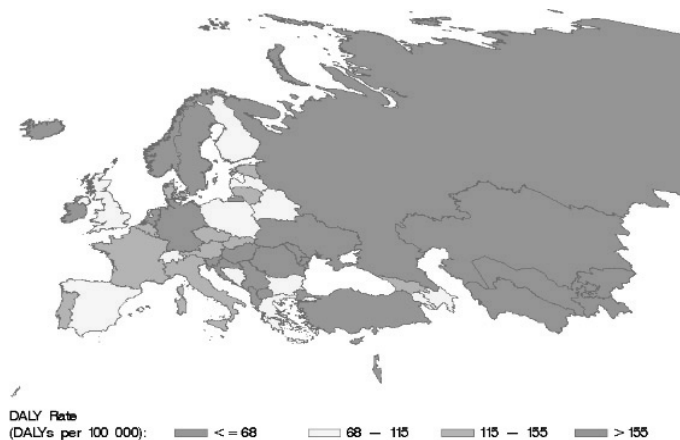 DALY Rate
(DALYs per 100 000): <= 68 68 – 115 115 – 155 > 155